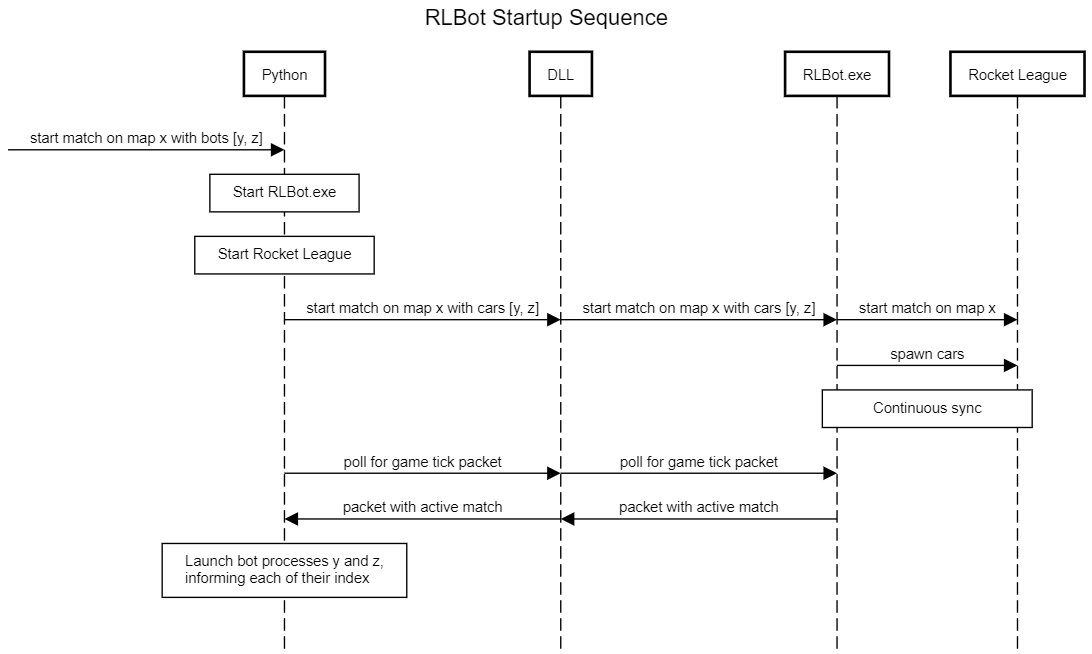 RLBot Startup Sequence
Python
DLL
RLBot.exe
Rocket League
start match on map x with bots [y, z]
Start RLBot.exe
Start Rocket League
start match on map x with cars [y, z]
start match on map x with cars [y, z]
start match on map x
spawn cars
Continuous sync
poll for game tick packet
poll for game tick packet
packet with active match
packet with active match
Launch bot processes y and z,
informing each of their index